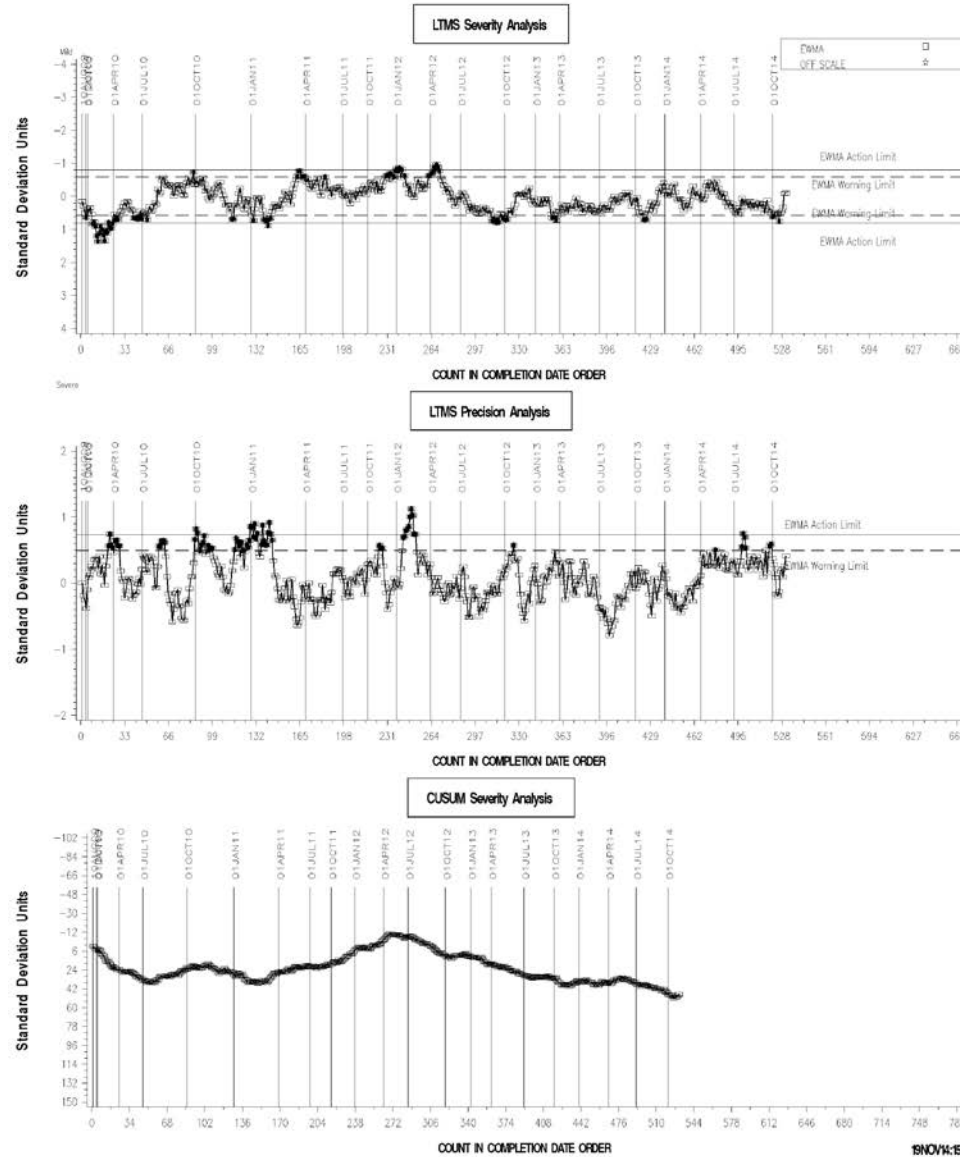 LTMS Severity Analysis
Mild
EWMA
OFF SCALE
01APR10
01JUL10
01OCT10
01JAN11
01APR11
01JUL11
01OCT11
01JAN12
01APR12
01JUL12
01OCT12
01JAN13
01APR13
01JUL13
01OCT13
01JAN14
01APR14
01JUL14
01OCT14
Standard Deviation Units
-4
-3
-2
-1
0
1
2
3
4
EWMA Action Limit
EWMA Warning Limit
EWMA Warning Limit
EWMA Action Limit
0 33 66 99 132 165 198 231 264 297 330 363 396 429 462 495 528 561 594 627
COUNT IN COMPLETION DATE ORDER
Severe
LTMS Precision Analysis
01APR10
01JUL10
01OCT10
01JAN11
01APR11
01JUL11
01OCT11
01JAN12
01APR12
01JUL12
01OCT12
01JAN13
01APR13
01JUL13
01OCT13
01JAN14
01APR14
01JUL14
01OCT14
Standard Deviation Units
2
1
0
-1
-2
EWMA Action Limit
EWMA Warning Limit
0 33 66 99 132 165 198 231 264 297 330 363 396 429 462 495 528 561 594 627
COUNT IN COMPLETION DATE ORDER
CUSUM Severity Analysis
01APR10
01JUL10
01OCT10
01JAN11
01APR11
01JUL11
01OCT11
01JAN12
01APR12
01JUL12
01OCT12
01JAN13
01APR13
01JUL13
01OCT13
01JAN14
01APR14
01JUL14
01OCT14
Standard Deviation Units
-102
-84
-66
-48
-30
-12
6
24
42
60
78
96
114
132
150
0 34 68 102 136 170 204 238 272 306 340 374 408 442 476 510 544 578 612 646 680 714 748
COUNT IN COMPLETION DATE ORDER
19NOV14:15